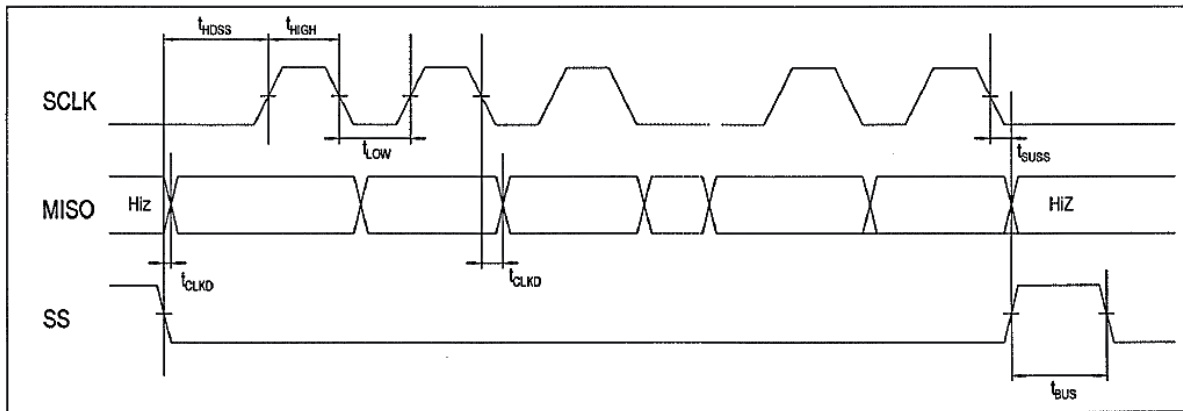 tHDSS tHIGH
SCLK
tLOW
tSUSS
MISO Hiz HiZ
tCLKD tCLKD
SS
tBUS